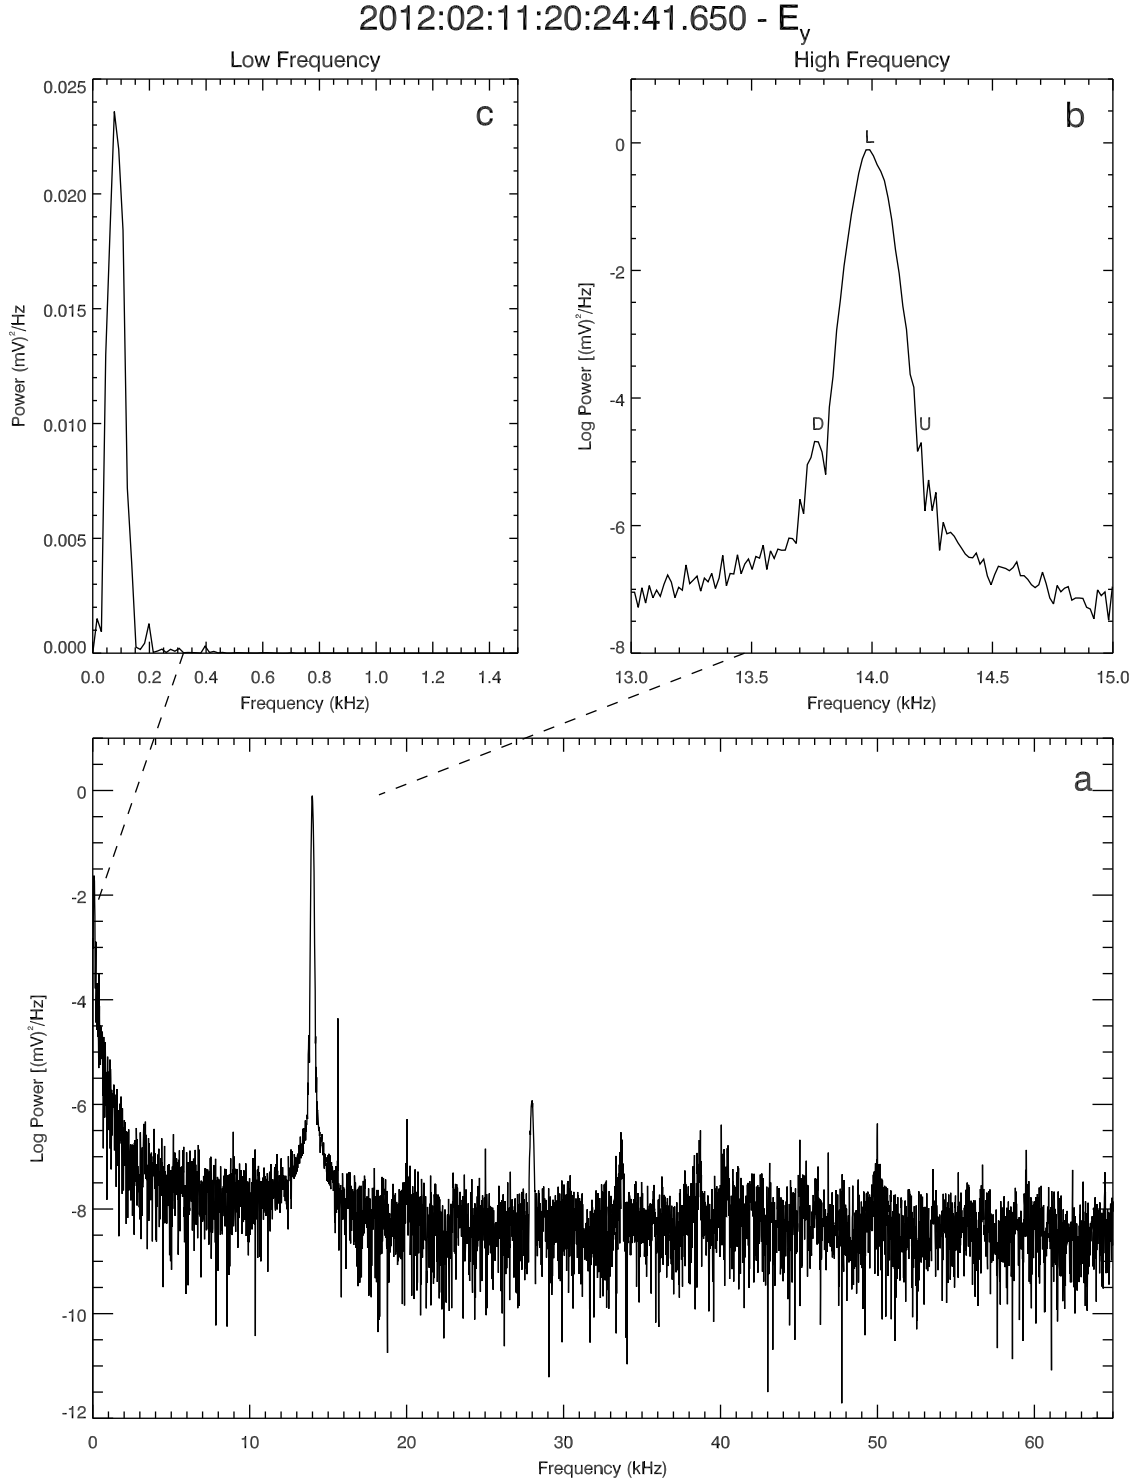 2012:02:11:20:24:41.650 - E_y
Low Frequency
c
0.025
0.020
0.015
0.010
0.005
0.000
Power (mV)²/Hz
0.0 0.2 0.4 0.6 0.8 1.0 1.2 1.4
Frequency (kHz)
High Frequency
b
L
D
U
0
-2
-4
-6
-8
Log Power [(mV)²/Hz]
13.0 13.5 14.0 14.5 15.0
Frequency (kHz)
a
0
-2
-4
-6
-8
-10
-12
Log Power [(mV)²/Hz]
0 10 20 30 40 50 60
Frequency (kHz)